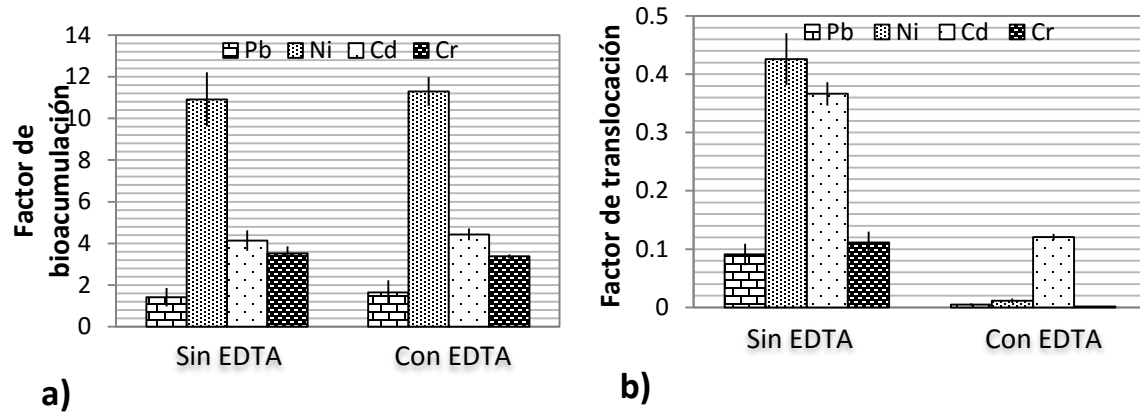 Factor de
bioacumulación
14
12
10
8
6
4
2
0
Pb Ni Cd Cr
Sin EDTA Con EDTA
a)
Factor de translocación
0.5
0.4
0.3
0.2
0.1
0
Pb Ni Cd Cr
Sin EDTA Con EDTA
b)